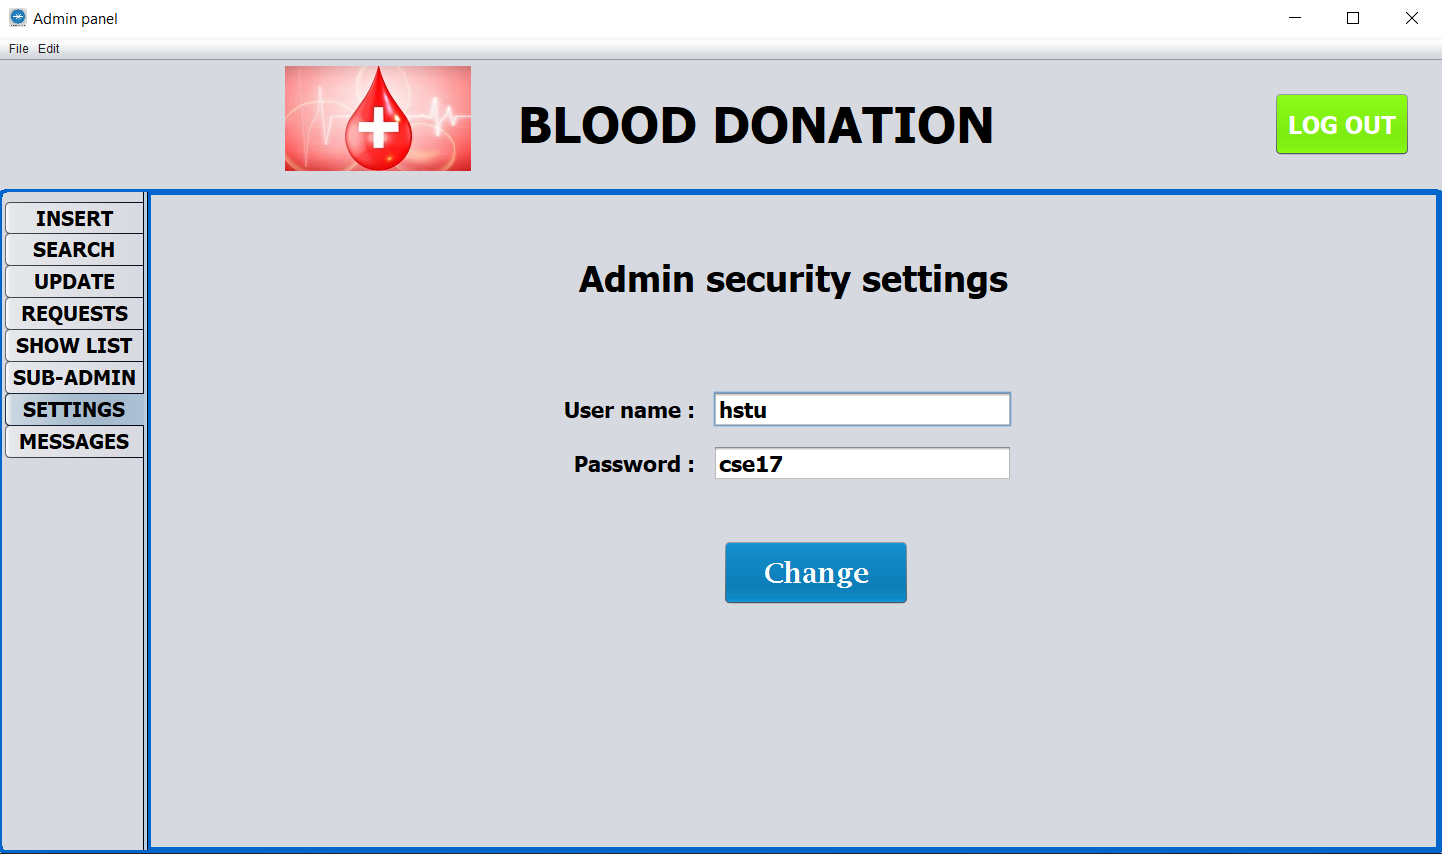 Admin panel
File Edit
BLOOD DONATION
LOG OUT
INSERT
SEARCH
UPDATE
REQUESTS
SHOW LIST
SUB-ADMIN
SETTINGS
MESSAGES
Admin security settings
User name : hstu
Password : cse17
Change